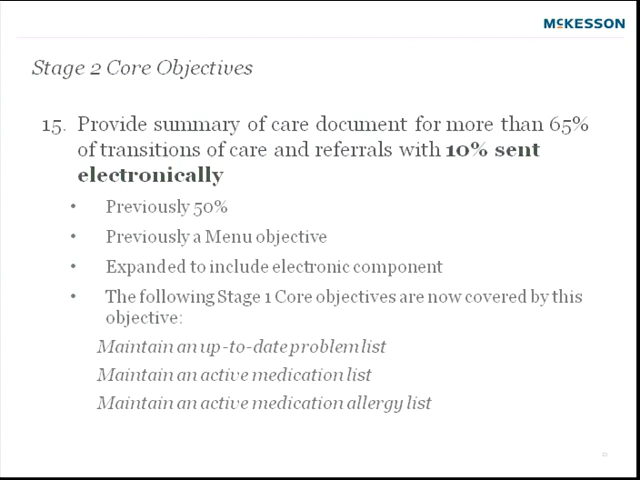 MCKESSON
Stage 2 Core Objectives
15. Provide summary of care document for more than 65%
of transitions of care and referrals with 10% sent
electronically
• Previously 50%
• Previously a Menu objective
• Expanded to include electronic component
• The following Stage 1 Core objectives are now covered by this
objective:
Maintain an up-to-date problem list
Maintain an active medication list
Maintain an active medication allergy list